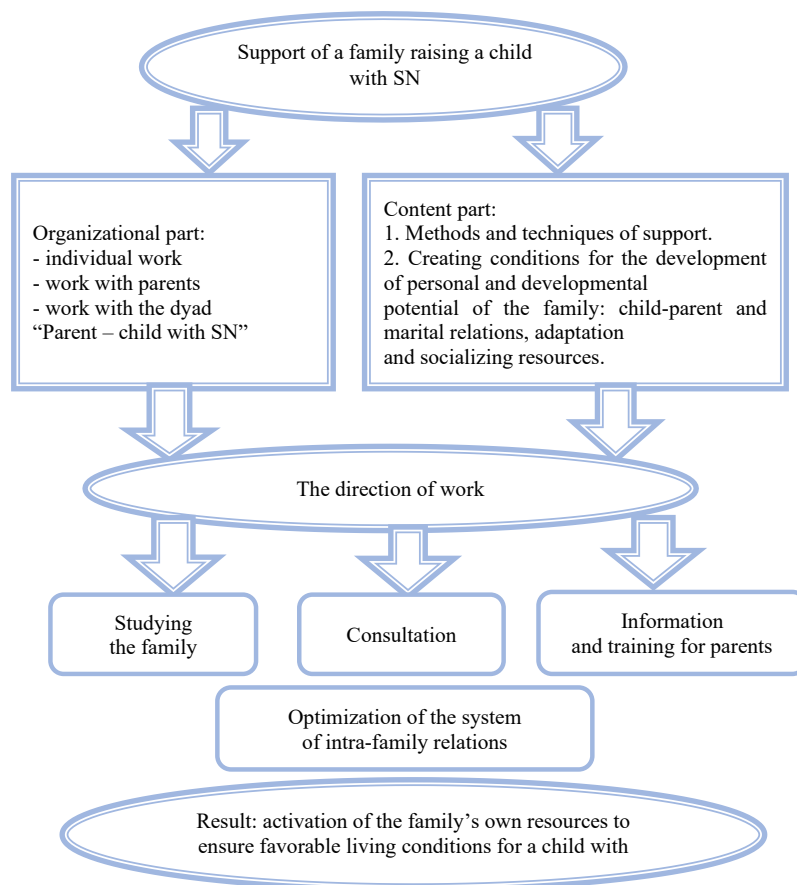 Support of a family raising a child
with SN
Organizational part:
- individual work
- work with parents
- work with the dyad
“Parent – child with SN”
Content part:
1. Methods and techniques of support.
2. Creating conditions for the development
of personal and developmental
potential of the family: child-parent and
marital relations, adaptation
and socializing resources.
The direction of work
Studying
the family
Consultation
Information
and training for parents
Optimization of the system
of intra-family relations
Result: activation of the family’s own resources to
ensure favorable living conditions for a child with